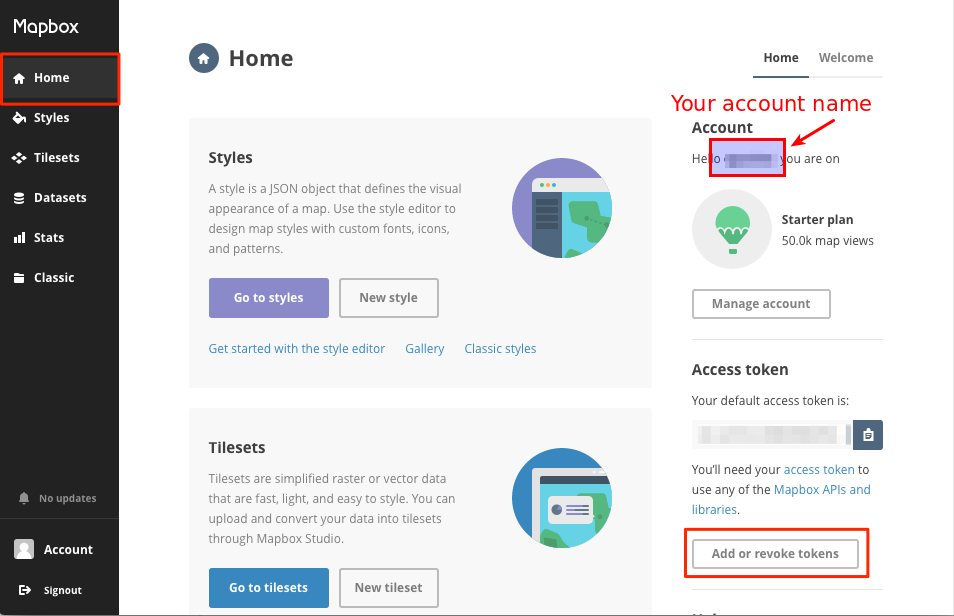 Mapbox
Home
Styles
Tilesets
Datasets
Stats
Classic
No updates
Account
Signout
Home
Home Welcome
Your account name
Styles
A style is a JSON object that defines the visual
appearance of a map. Use the style editor to
design map styles with custom fonts, icons,
and patterns.
Go to styles New style
Get started with the style editor Gallery Classic styles
Tilesets
Tilesets are simplified raster or vector data
that are fast, light, and easy to style. You can
upload and convert your data into tilesets
through Mapbox Studio.
Go to tilesets New tileset
Account
Hello you are on
Starter plan
50.0k map views
Manage account
Access token
Your default access token is:
You'll need your access token to
use any of the Mapbox APIs and
libraries.
Add or revoke tokens